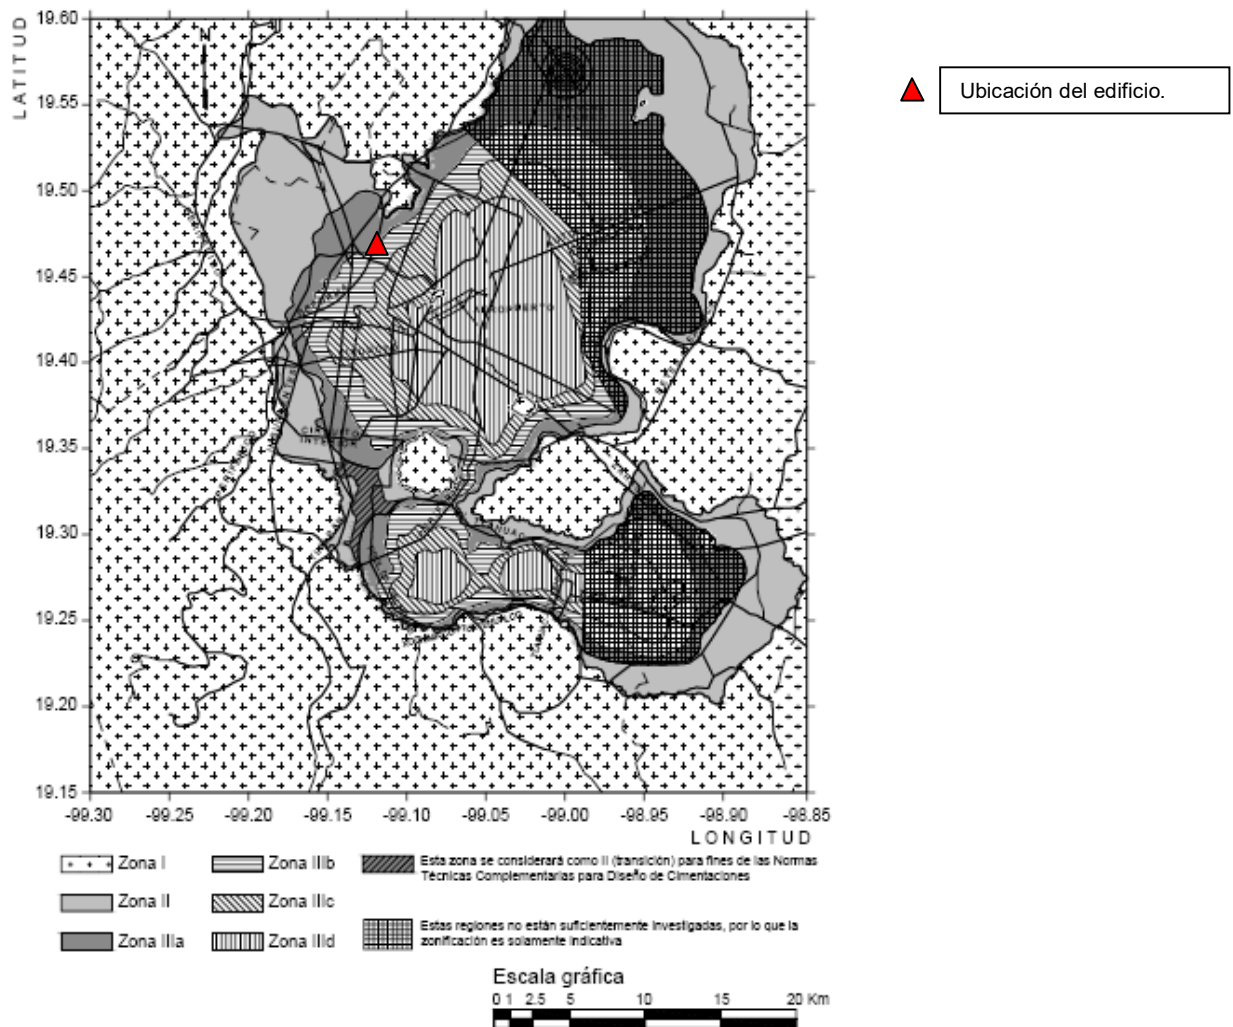 LATITUD
19.60
19.55
19.50
19.45
19.40
19.35
19.30
19.25
19.20
19.15
N
Ubicación del edificio.
AEROPUERTO
CIRCUITO
INTERIOR
-99.30
-99.25
-99.20
-99.15
-99.10
-99.05
-99.00
-98.95
-98.90
-98.85
LONGITUD
Zona I
Zona IIIb
Esta zona se considerará como II (transición) para fines de las Normas
Técnicas Complementarias para Diseño de Cimentaciones
Zona II
Zona IIIc
Estas regiones no están suficientemente investigadas, por lo que la
zonificación es solamente indicativa
Zona IIIa
Zona IIId
Escala gráfica
0 1 2.5 5 10 15 20 Km